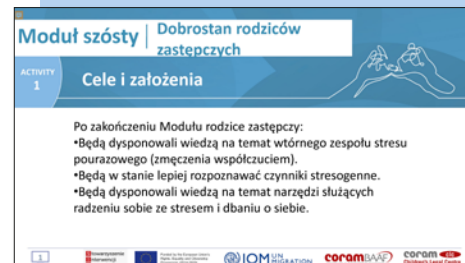 Moduł szósty
Dobrostan rodziców
zastępczych
ACTIVITY
1
Cele i założenia
Po zakończeniu Modułu rodzice zastępczy:
•Będą dysponowali wiedzą na temat wtórnego zespołu stresu
pourazowego (zmęczenia współczuciem).
•Będą w stanie lepiej rozpoznawać czynniki stresogenne.
•Będą dysponowali wiedzą na temat narzędzi służących
radzeniu sobie ze stresem i dbaniu o siebie.
1
IOM UN MIGRATION
coramBAAF
coram